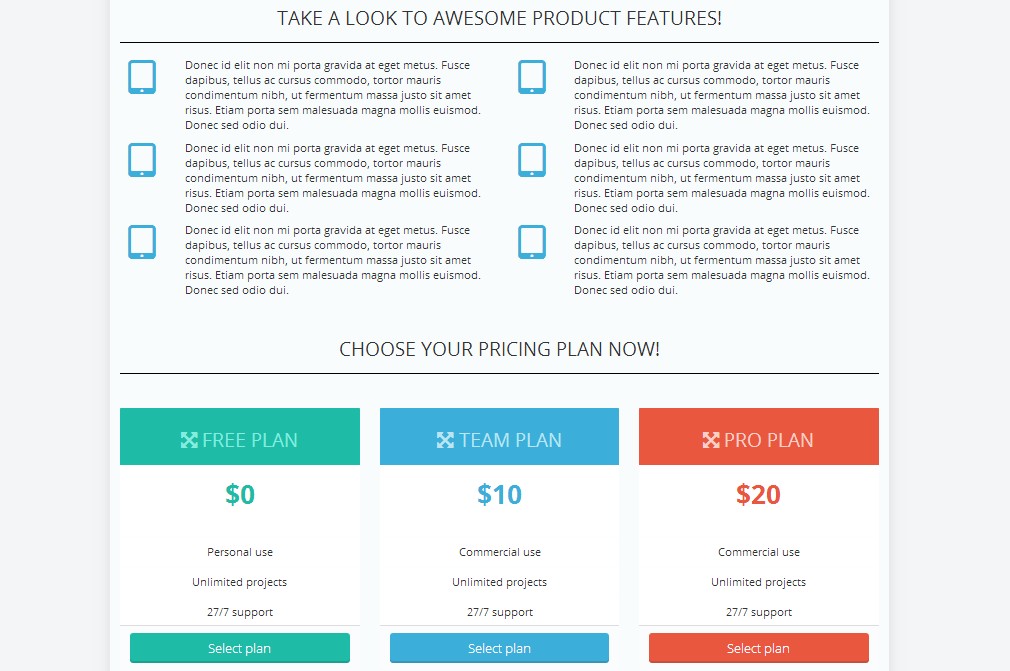 TAKE A LOOK TO AWESOME PRODUCT FEATURES!
Donec id elit non mi porta gravida at eget metus. Fusce
dapibus, tellus ac cursus commodo, tortor mauris
condimentum nibh, ut fermentum massa justo sit amet
risus. Etiam porta sem malesuada magna mollis euismod.
Donec sed odio dui.
Donec id elit non mi porta gravida at eget metus. Fusce
dapibus, tellus ac cursus commodo, tortor mauris
condimentum nibh, ut fermentum massa justo sit amet
risus. Etiam porta sem malesuada magna mollis euismod.
Donec sed odio dui.
Donec id elit non mi porta gravida at eget metus. Fusce
dapibus, tellus ac cursus commodo, tortor mauris
condimentum nibh, ut fermentum massa justo sit amet
risus. Etiam porta sem malesuada magna mollis euismod.
Donec sed odio dui.
Donec id elit non mi porta gravida at eget metus. Fusce
dapibus, tellus ac cursus commodo, tortor mauris
condimentum nibh, ut fermentum massa justo sit amet
risus. Etiam porta sem malesuada magna mollis euismod.
Donec sed odio dui.
Donec id elit non mi porta gravida at eget metus. Fusce
dapibus, tellus ac cursus commodo, tortor mauris
condimentum nibh, ut fermentum massa justo sit amet
risus. Etiam porta sem malesuada magna mollis euismod.
Donec sed odio dui.
Donec id elit non mi porta gravida at eget metus. Fusce
dapibus, tellus ac cursus commodo, tortor mauris
condimentum nibh, ut fermentum massa justo sit amet
risus. Etiam porta sem malesuada magna mollis euismod.
Donec sed odio dui.
CHOOSE YOUR PRICING PLAN NOW!
FREE PLAN
$0
Personal use
Unlimited projects
27/7 support
Select plan
TEAM PLAN
$10
Commercial use
Unlimited projects
27/7 support
Select plan
PRO PLAN
$20
Commercial use
Unlimited projects
27/7 support
Select plan